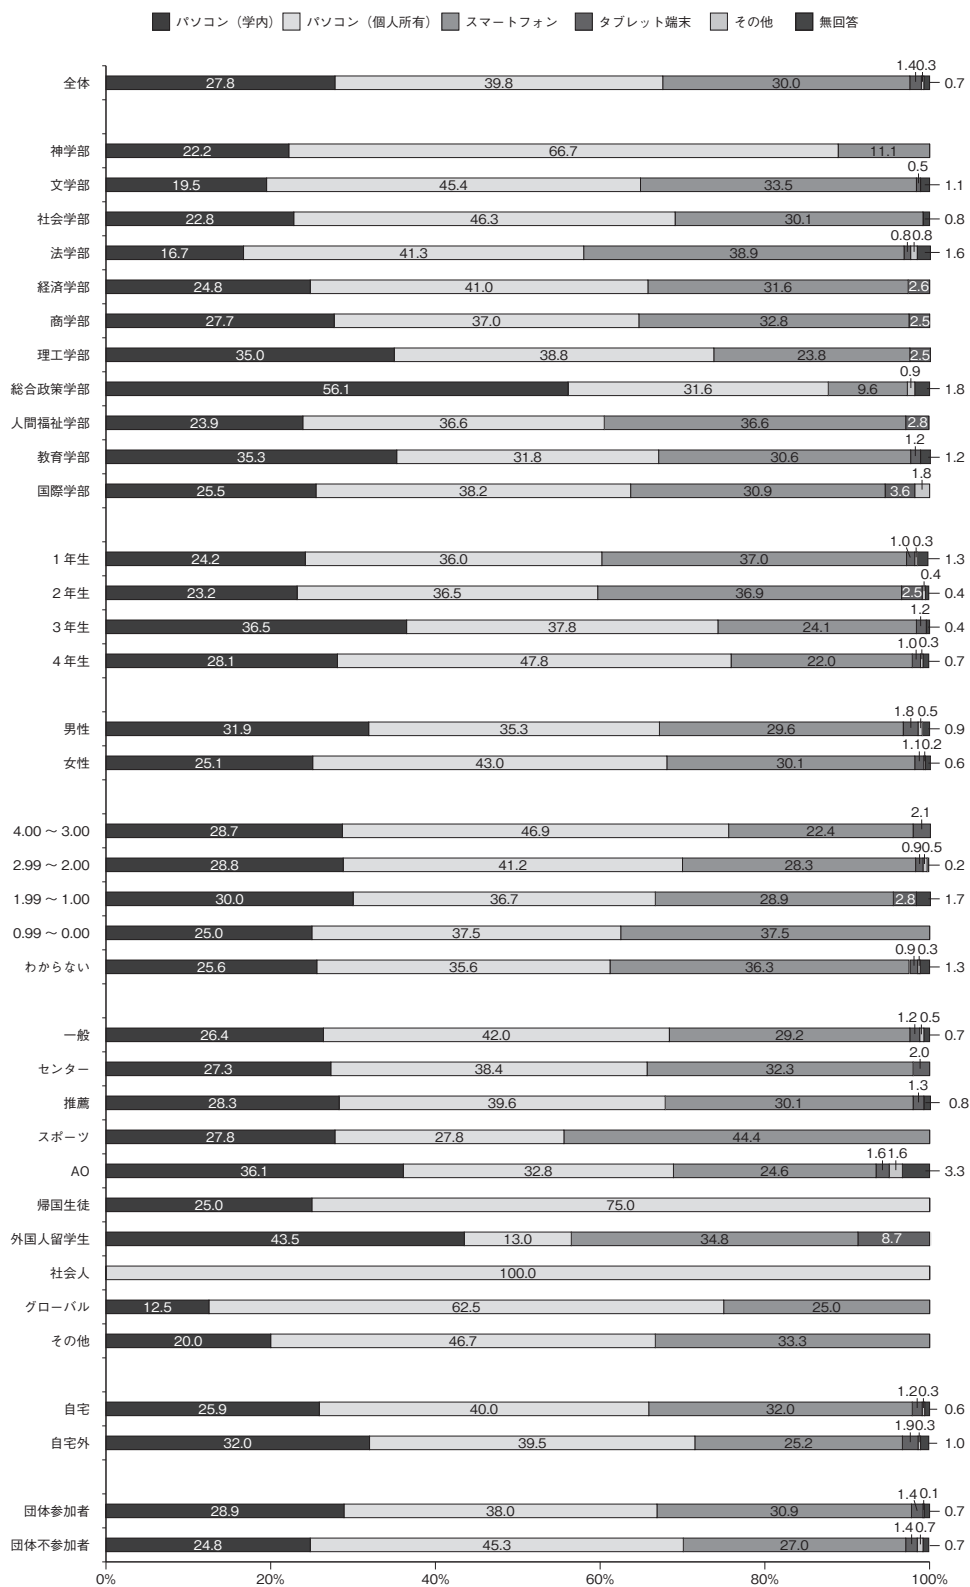 パソコン（学内） パソコン（個人所有） スマートフォン タブレット端末 その他 無回答
1.4 0.3
全体 27.8 39.8 30.0 0.7
神学部 22.2 66.7 11.1
0.5
文学部 19.5 45.4 33.5 1.1
社会学部 22.8 46.3 30.1 0.8
0.8 0.8
法学部 16.7 41.3 38.9 1.6
経済学部 24.8 41.0 31.6 2.6
商学部 27.7 37.0 32.8 2.5
理工学部 35.0 38.8 23.8 2.5
0.9
総合政策学部 56.1 31.6 9.6 1.8
人間福祉学部 23.9 36.6 36.6 2.8
1.2
教育学部 35.3 31.8 30.6 1.2
1.8
国際学部 25.5 38.2 30.9 3.6
1.0 0.3
1年生 24.2 36.0 37.0 1.3
0.4
2年生 23.2 36.5 36.9 2.5 0.4
1.2
3年生 36.5 37.8 24.1 0.4
1.0 0.3
4年生 28.1 47.8 22.0 0.7
1.8 0.5
男性 31.9 35.3 29.6 0.9
1.1 0.2
女性 25.1 43.0 30.1 0.6
2.1
4.00～3.00 28.7 46.9 22.4
0.9 0.5
2.99～2.00 28.8 41.2 28.3 0.2
1.99～1.00 30.0 36.7 28.9 2.8 1.7
0.99～0.00 25.0 37.5 37.5
0.9 0.3
わからない 25.6 35.6 36.3 1.3
1.2 0.5
一般 26.4 42.0 29.2 0.7
2.0
センター 27.3 38.4 32.3
1.3
推薦 28.3 39.6 30.1 0.8
スポーツ 27.8 27.8 44.4
1.6 1.6
AO 36.1 32.8 24.6 3.3
帰国生徒 25.0 75.0
外国人留学生 43.5 13.0 34.8 8.7
社会人 100.0
グローバル 12.5 62.5 25.0
その他 20.0 46.7 33.3
1.2 0.3
自宅 25.9 40.0 32.0 0.6
1.9 0.3
自宅外 32.0 39.5 25.2 1.0
1.4 0.1
団体参加者 28.9 38.0 30.9 0.7
1.4 0.7
団体不参加者 24.8 45.3 27.0 0.7
0% 20% 40% 60% 80% 100%